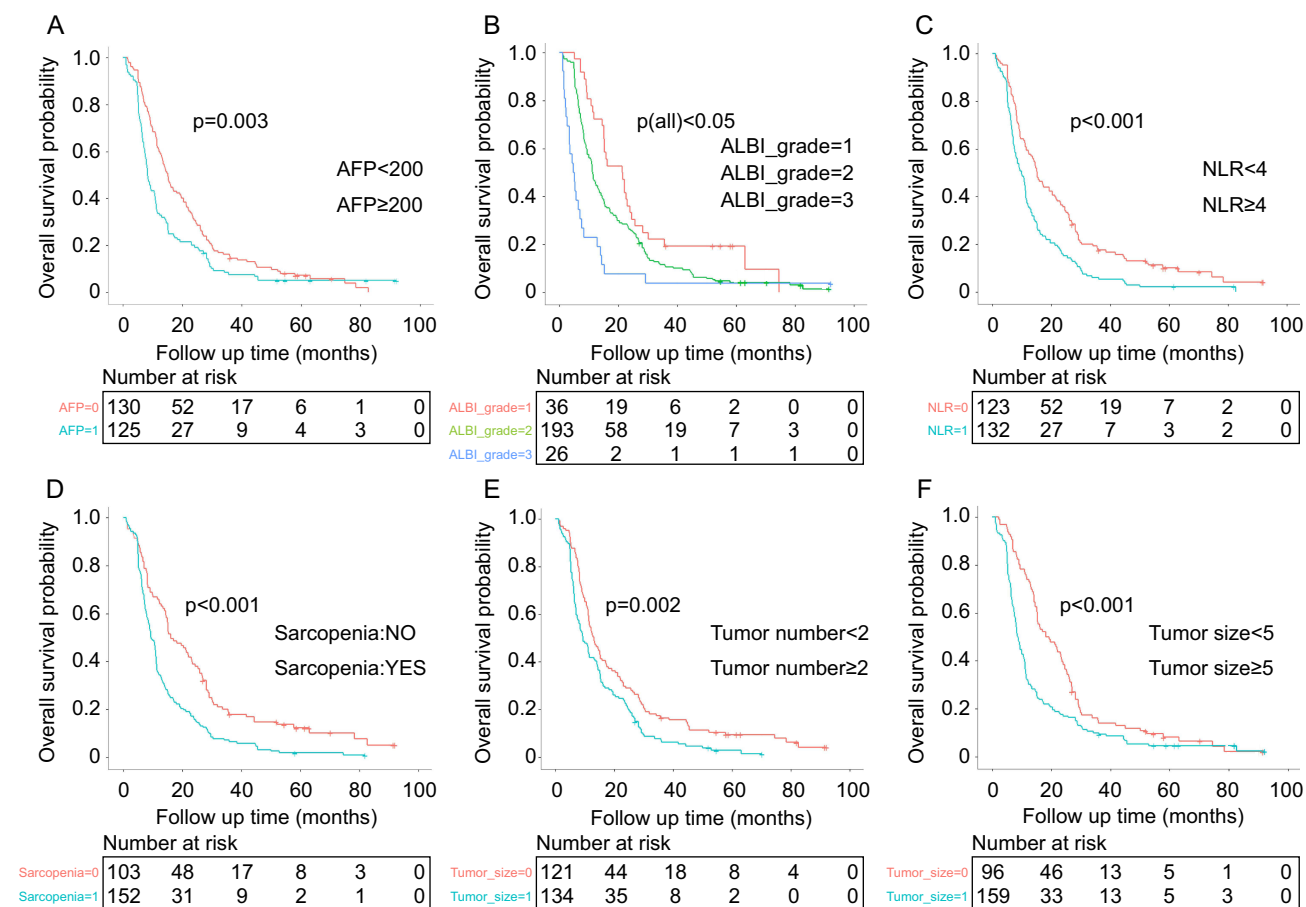 A
Overall survival probability
1.0
0.8
0.6
0.4
0.2
0
p=0.003
AFP<200
AFP≥200
0 20 40 60 80 100
Follow up time (months)
Number at risk
AFP=0 130 52 17 6 1 0
AFP=1 125 27 9 4 3 0
B
Overall survival probability
1.0
0.8
0.6
0.4
0.2
0
p(all)<0.05
ALBI_grade=1
ALBI_grade=2
ALBI_grade=3
0 20 40 60 80 100
Follow up time (months)
Number at risk
ALBI_grade=1 36 19 6 2 0 0
ALBI_grade=2 193 58 19 7 3 0
ALBI_grade=3 26 2 1 1 1 0
C
Overall survival probability
1.0
0.8
0.6
0.4
0.2
0
p<0.001
NLR<4
NLR≥4
0 20 40 60 80 100
Follow up time (months)
Number at risk
NLR=0 123 52 19 7 2 0
NLR=1 132 27 7 3 2 0
D
Overall survival probability
1.0
0.8
0.6
0.4
0.2
0
p<0.001
Sarcopenia:NO
Sarcopenia:YES
0 20 40 60 80 100
Follow up time (months)
Number at risk
Sarcopenia=0 103 48 17 8 3 0
Sarcopenia=1 152 31 9 2 1 0
E
Overall survival probability
1.0
0.8
0.6
0.4
0.2
0
p=0.002
Tumor number<2
Tumor number≥2
0 20 40 60 80 100
Follow up time (months)
Number at risk
Tumor_size=0 121 44 18 8 4 0
Tumor_size=1 134 35 8 2 0 0
F
Overall survival probability
1.0
0.8
0.6
0.4
0.2
0
p<0.001
Tumor size<5
Tumor size≥5
0 20 40 60 80 100
Follow up time (months)
Number at risk
Tumor_size=0 96 46 13 5 1 0
Tumor_size=1 159 33 13 5 3 0